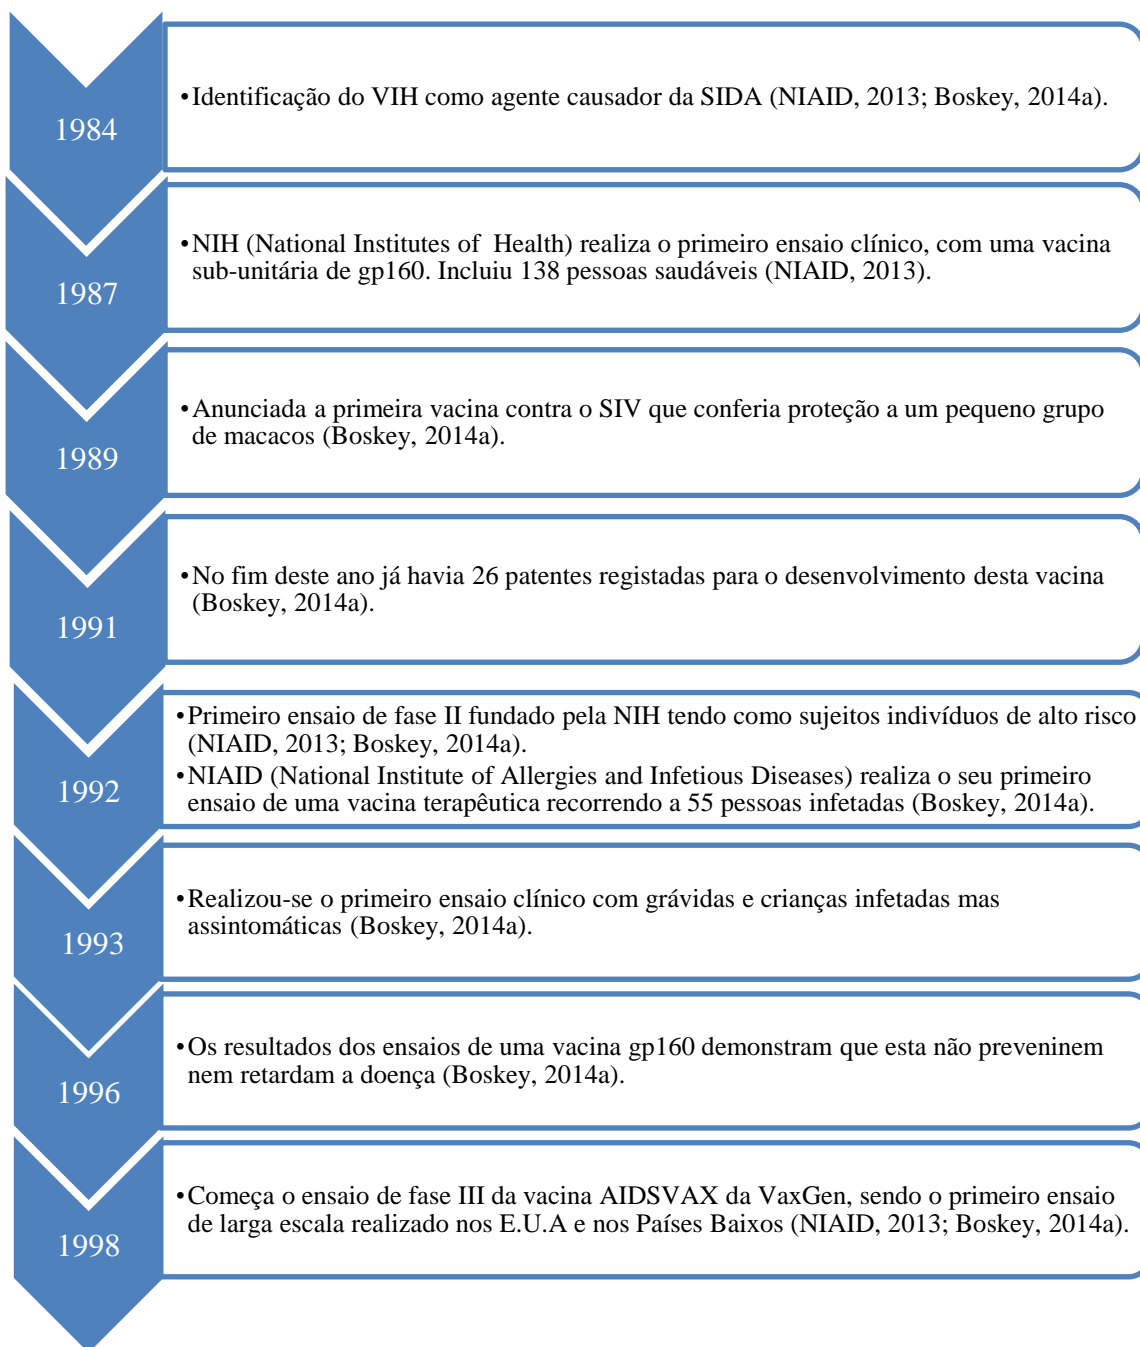 1984
•Identificação do VIH como agente causador da SIDA (NIAID, 2013; Boskey, 2014a).
1987
•NIH (National Institutes of Health) realiza o primeiro ensaio clínico, com uma vacina
sub-unitária de gp160. Incluiu 138 pessoas saudáveis (NIAID, 2013).
1989
•Anunciada a primeira vacina contra o SIV que conferia proteção a um pequeno grupo
de macacos (Boskey, 2014a).
1991
•No fim deste ano já havia 26 patentes registadas para o desenvolvimento desta vacina
(Boskey, 2014a).
1992
•Primeiro ensaio de fase II fundado pela NIH tendo como sujeitos indivíduos de alto risco
(NIAID, 2013; Boskey, 2014a).
•NIAID (National Institute of Allergies and Infetious Diseases) realiza o seu primeiro
ensaio de uma vacina terapêutica recorrendo a 55 pessoas infetadas (Boskey, 2014a).
1993
•Realizou-se o primeiro ensaio clínico com grávidas e crianças infetadas mas
assintomáticas (Boskey, 2014a).
1996
•Os resultados dos ensaios de uma vacina gp160 demonstram que esta não preveninem
nem retardam a doença (Boskey, 2014a).
1998
•Começa o ensaio de fase III da vacina AIDSVAX da VaxGen, sendo o primeiro ensaio
de larga escala realizado nos E.U.A e nos Países Baixos (NIAID, 2013; Boskey, 2014a).